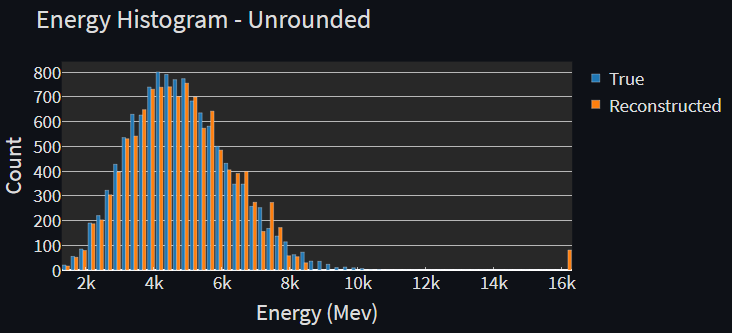 Energy Histogram - Unrounded
True
Reconstructed
800
700
600
500
400
300
200
100
0
Count
2k 4k 6k 8k 10k 12k 14k 16k
Energy (Mev)